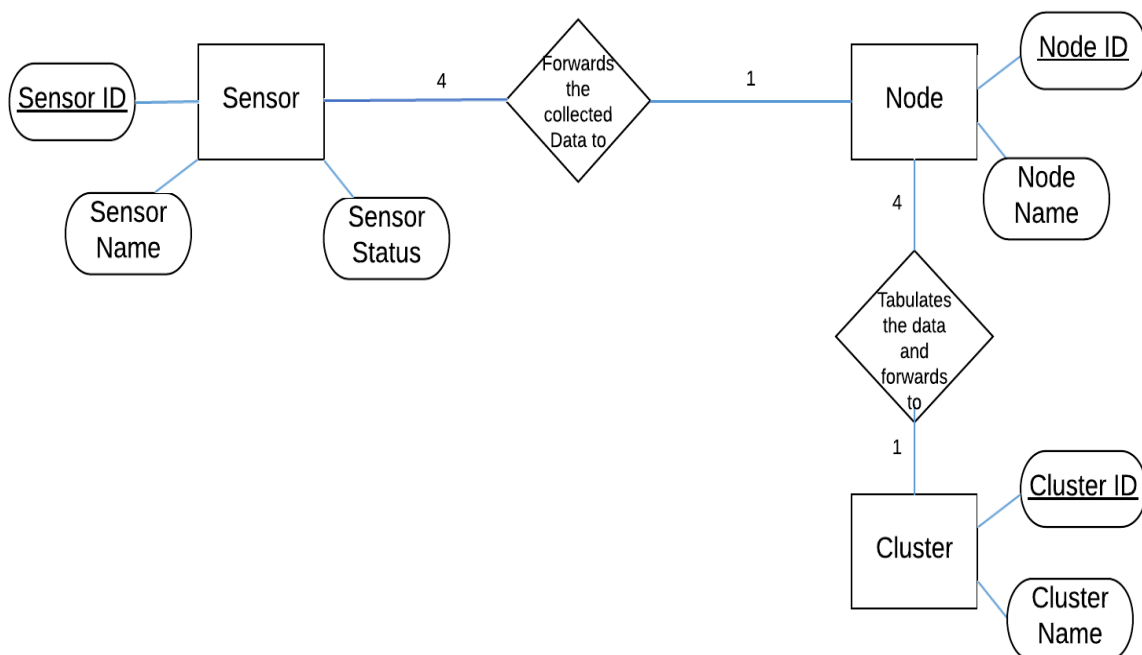 Sensor ID
Sensor
4
Forwards
the
collected
Data to
1
Node
Node ID
Node
Name
Sensor
Name
Sensor
Status
4
Tabulates
the data
and
forwards
to
1
Cluster
Cluster ID
Cluster
Name